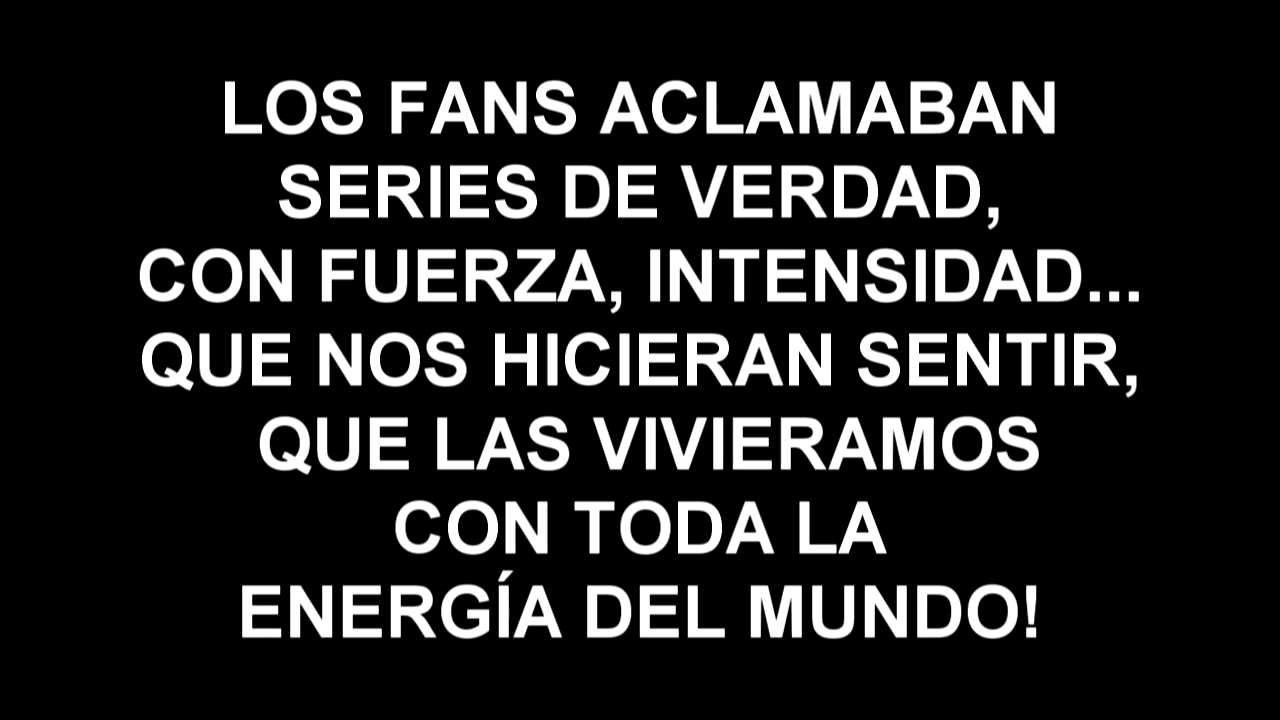 LOS FANS ACLAMABAN
SERIES DE VERDAD,
CON FUERZA, INTENSIDAD...
QUE NOS HICIERAN SENTIR,
QUE LAS VIVIERAMOS
CON TODA LA
ENERGÍA DEL MUNDO!